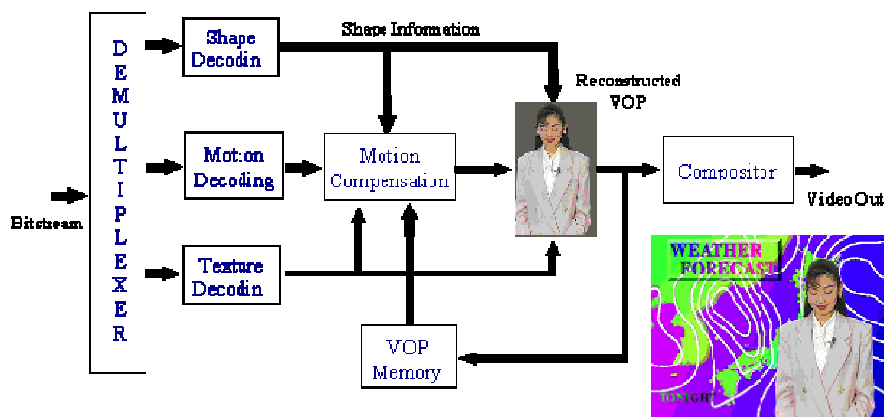 Shape Information
Shape
Decodin
Reconstructed
VOP
DEMULTIPLEXER
Motion
Decoding
Motion
Compensation
Compositor
Bitstream
Video Out
Texture
Decodin
WEATHER
FORECAST
VOP
Memory
TONIGHT